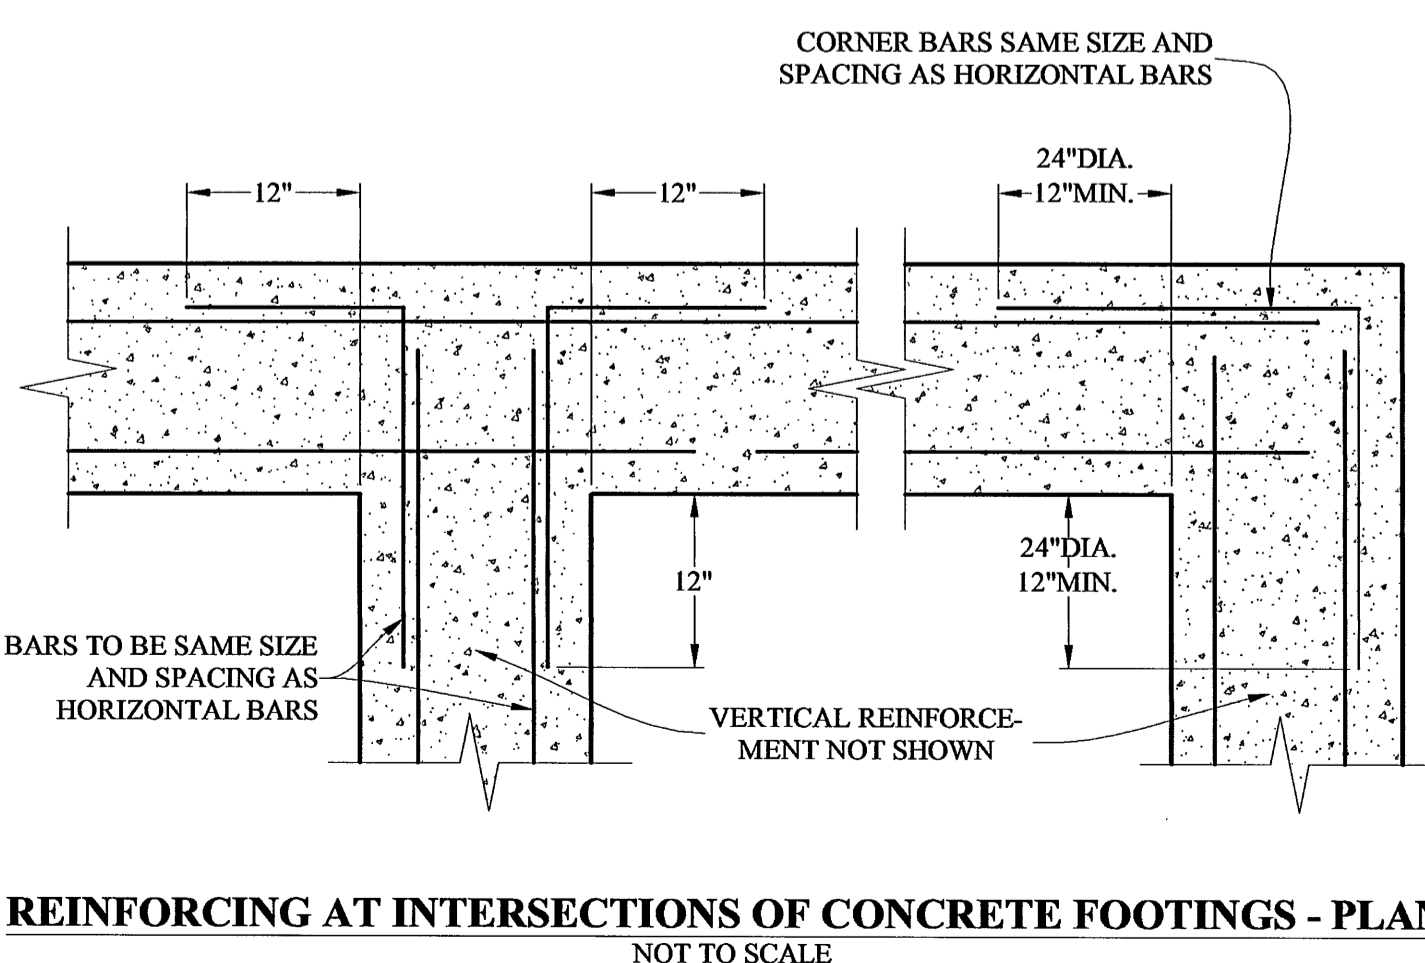 CORNER BARS SAME SIZE AND
SPACING AS HORIZONTAL BARS
12"
12"
24"DIA.
12"MIN.
12"
24"DIA.
12"MIN.
BARS TO BE SAME SIZE
AND SPACING AS
HORIZONTAL BARS
VERTICAL REINFORCE-
MENT NOT SHOWN
REINFORCING AT INTERSECTIONS OF CONCRETE FOOTINGS - PLAN
NOT TO SCALE